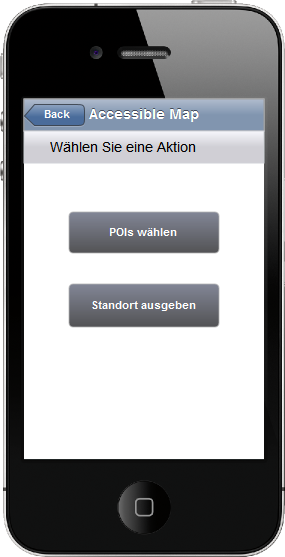 Back
Accessible Map
Wählen Sie eine Aktion
POIs wählen
Standort ausgeben